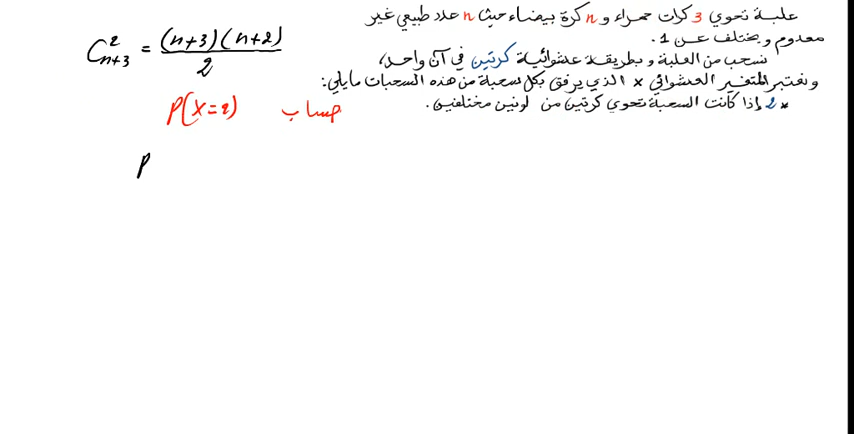 علبة تحوي 3 كرات حمراء و n كرة بيضاء حيث n عدد طبيعي غير
معدوم ويختلف عن 1.
نسحب من العلبة وبطريقة عشوائية كرتين في آن واحد،
ونعتبر المتغير العشوائي x الذي يرفق بكل سحبة من هذه السحبات مايلي:
* 2 إذا كانت السحبة تحوي كرتين من لونين مختلفين.
C²ₙ₊₃ = (n+3)(n+2) / 2
حساب P(X=2)
P